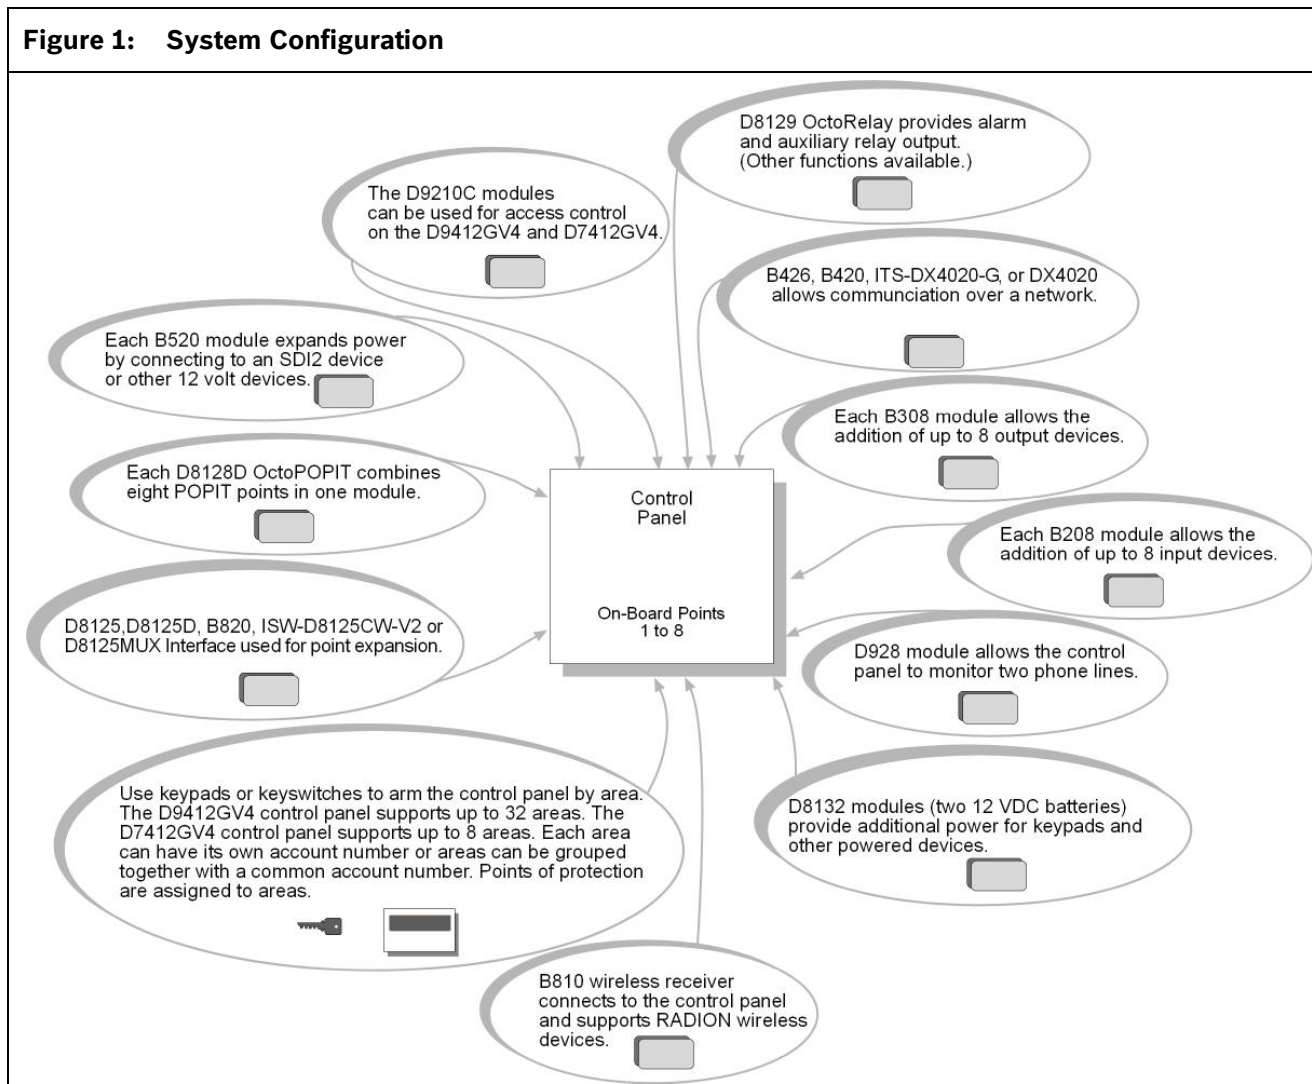 Figure 1: System Configuration
D8129 OctoRelay provides alarm
and auxiliary relay output.
(Other functions available.)
The D9210C modules
can be used for access control
on the D9412GV4 and D7412GV4.
B426, B420, ITS-DX4020-G, or DX4020
allows communciation over a network.
Each B520 module expands power
by connecting to an SDI2 device
or other 12 volt devices.
Each B308 module allows the
addition of up to 8 output devices.
Each D8128D OctoPOPIT combines
eight POPIT points in one module.
Control
Panel
On-Board Points
1 to 8
Each B208 module allows the
addition of up to 8 input devices.
D8125,D8125D, B820, ISW-D8125CW-V2 or
D8125MUX Interface used for point expansion.
D928 module allows the control
panel to monitor two phone lines.
Use keypads or keyswitches to arm the control panel by area.
The D9412GV4 control panel supports up to 32 areas. The
D7412GV4 control panel supports up to 8 areas. Each area
can have its own account number or areas can be grouped
together with a common account number. Points of protection
are assigned to areas.
D8132 modules (two 12 VDC batteries)
provide additional power for keypads and
other powered devices.
B810 wireless receiver
connects to the control panel
and supports RADION wireless
devices.